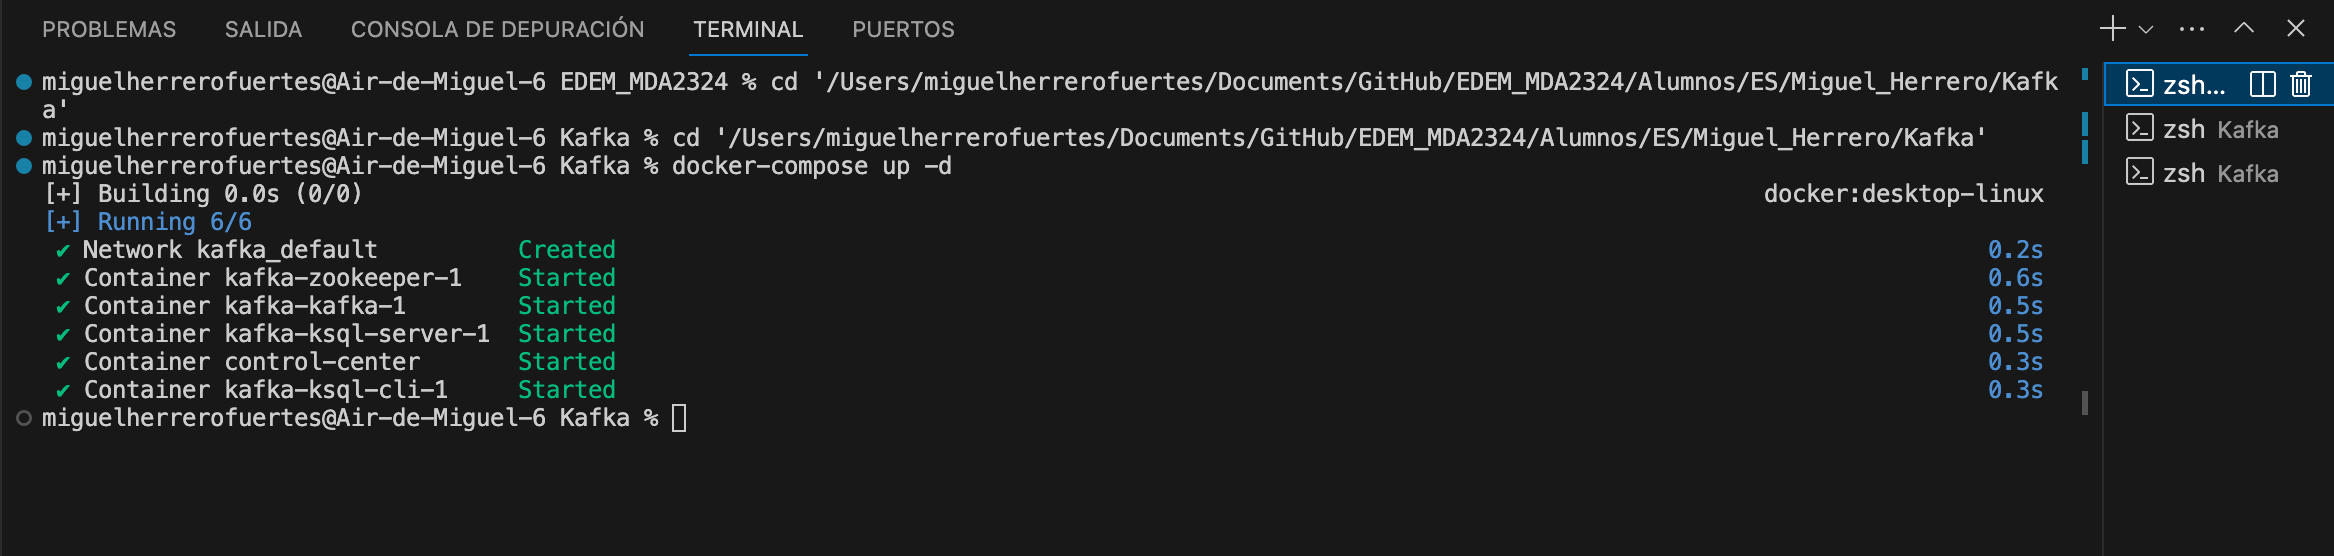 PROBLEMAS SALIDA CONSOLA DE DEPURACIÓN TERMINAL PUERTOS
miguelherrerofuertes@Air-de-Miguel-6 EDEM_MDA2324 % cd '/Users/miguelherrerofuertes/Documents/GitHub/EDEM_MDA2324/Alumnos/ES/Miguel_Herrero/Kafk
a'
miguelherrerofuertes@Air-de-Miguel-6 Kafka % cd '/Users/miguelherrerofuertes/Documents/GitHub/EDEM_MDA2324/Alumnos/ES/Miguel_Herrero/Kafka'
miguelherrerofuertes@Air-de-Miguel-6 Kafka % docker-compose up -d
[+] Building 0.0s (0/0) docker:desktop-linux
[+] Running 6/6
✔ Network kafka_default Created 0.2s
✔ Container kafka-zookeeper-1 Started 0.6s
✔ Container kafka-kafka-1 Started 0.5s
✔ Container kafka-ksql-server-1 Started 0.5s
✔ Container control-center Started 0.3s
✔ Container kafka-ksql-cli-1 Started 0.3s
miguelherrerofuertes@Air-de-Miguel-6 Kafka %
zsh...
zsh Kafka
zsh Kafka